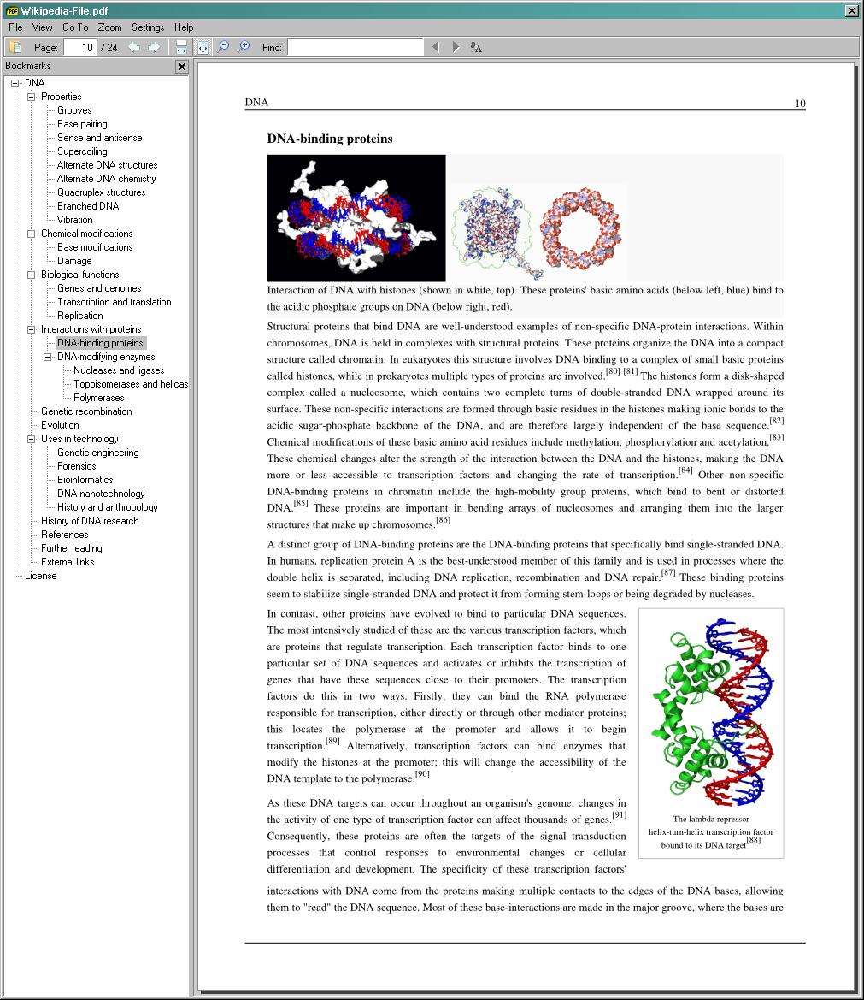 Wikipedia-File.pdf
File View Go To Zoom Settings Help
Page: 10 / 24 Find:
Bookmarks
DNA
Properties
Grooves
Base pairing
Sense and antisense
Supercoiling
Alternate DNA structures
Alternate DNA chemistry
Quadruplex structures
Branched DNA
Vibration
Chemical modifications
Base modifications
Damage
Biological functions
Genes and genomes
Transcription and translation
Replication
Interactions with proteins
DNA-binding proteins
DNA-modifying enzymes
Nucleases and ligases
Topoisomerases and helicas
Polymerases
Genetic recombination
Evolution
Uses in technology
Genetic engineering
Forensics
Bioinformatics
DNA nanotechnology
History and anthropology
History of DNA research
References
Further reading
External links
License
DNA 10
DNA-binding proteins
Interaction of DNA with histones (shown in white, top). These proteins' basic amino acids (below left, blue) bind to
the acidic phosphate groups on DNA (below right, red).
Structural proteins that bind DNA are well-understood examples of non-specific DNA-protein interactions. Within
chromosomes, DNA is held in complexes with structural proteins. These proteins organize the DNA into a compact
structure called chromatin. In eukaryotes this structure involves DNA binding to a complex of small basic proteins
called histones, while in prokaryotes multiple types of proteins are involved.[80] [81] The histones form a disk-shaped
complex called a nucleosome, which contains two complete turns of double-stranded DNA wrapped around its
surface. These non-specific interactions are formed through basic residues in the histones making ionic bonds to the
acidic sugar-phosphate backbone of the DNA, and are therefore largely independent of the base sequence.[82]
Chemical modifications of these basic amino acid residues include methylation, phosphorylation and acetylation.[83]
These chemical changes alter the strength of the interaction between the DNA and the histones, making the DNA
more or less accessible to transcription factors and changing the rate of transcription.[84] Other non-specific
DNA-binding proteins in chromatin include the high-mobility group proteins, which bind to bent or distorted
DNA.[85] These proteins are important in bending arrays of nucleosomes and arranging them into the larger
structures that make up chromosomes.[86]
A distinct group of DNA-binding proteins are the DNA-binding proteins that specifically bind single-stranded DNA.
In humans, replication protein A is the best-understood member of this family and is used in processes where the
double helix is separated, including DNA replication, recombination and DNA repair.[87] These binding proteins
seem to stabilize single-stranded DNA and protect it from forming stem-loops or being degraded by nucleases.
In contrast, other proteins have evolved to bind to particular DNA sequences.
The most intensively studied of these are the various transcription factors, which
are proteins that regulate transcription. Each transcription factor binds to one
particular set of DNA sequences and activates or inhibits the transcription of
genes that have these sequences close to their promoters. The transcription
factors do this in two ways. Firstly, they can bind the RNA polymerase
responsible for transcription, either directly or through other mediator proteins;
this locates the polymerase at the promoter and allows it to begin
transcription.[89] Alternatively, transcription factors can bind enzymes that
modify the histones at the promoter; this will change the accessibility of the
DNA template to the polymerase.[90]
As these DNA targets can occur throughout an organism's genome, changes in
the activity of one type of transcription factor can affect thousands of genes.[91]
Consequently, these proteins are often the targets of the signal transduction
processes that control responses to environmental changes or cellular
differentiation and development. The specificity of these transcription factors'
The lambda repressor
helix-turn-helix transcription factor
bound to its DNA target[88]
interactions with DNA come from the proteins making multiple contacts to the edges of the DNA bases, allowing
them to "read" the DNA sequence. Most of these base-interactions are made in the major groove, where the bases are